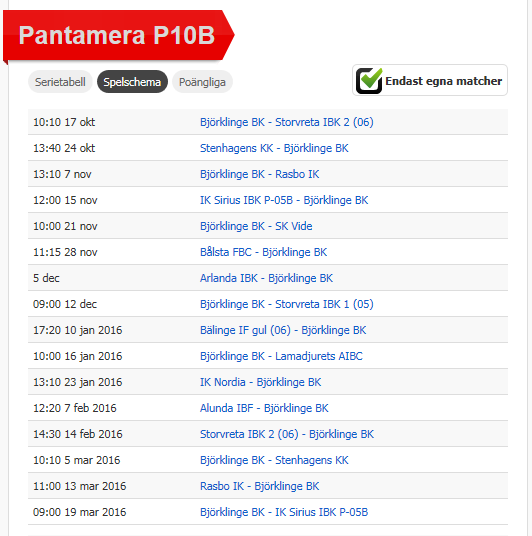 Pantamera P10B
Serietabell Spelschema Poängliga Endast egna matcher
10:10 17 okt Björklinge BK - Storvreta IBK 2 (06)
13:40 24 okt Stenhagens KK - Björklinge BK
13:10 7 nov Björklinge BK - Rasbo IK
12:00 15 nov IK Sirius IBK P-05B - Björklinge BK
10:00 21 nov Björklinge BK - SK Vide
11:15 28 nov Bålsta FBC - Björklinge BK
5 dec Arlanda IBK - Björklinge BK
09:00 12 dec Björklinge BK - Storvreta IBK 1 (05)
17:20 10 jan 2016 Bälinge IF gul (06) - Björklinge BK
10:00 16 jan 2016 Björklinge BK - Lamadjurets AIBC
13:10 23 jan 2016 IK Nordia - Björklinge BK
12:20 7 feb 2016 Alunda IBF - Björklinge BK
14:30 14 feb 2016 Storvreta IBK 2 (06) - Björklinge BK
10:10 5 mar 2016 Björklinge BK - Stenhagens KK
11:00 13 mar 2016 Rasbo IK - Björklinge BK
09:00 19 mar 2016 Björklinge BK - IK Sirius IBK P-05B